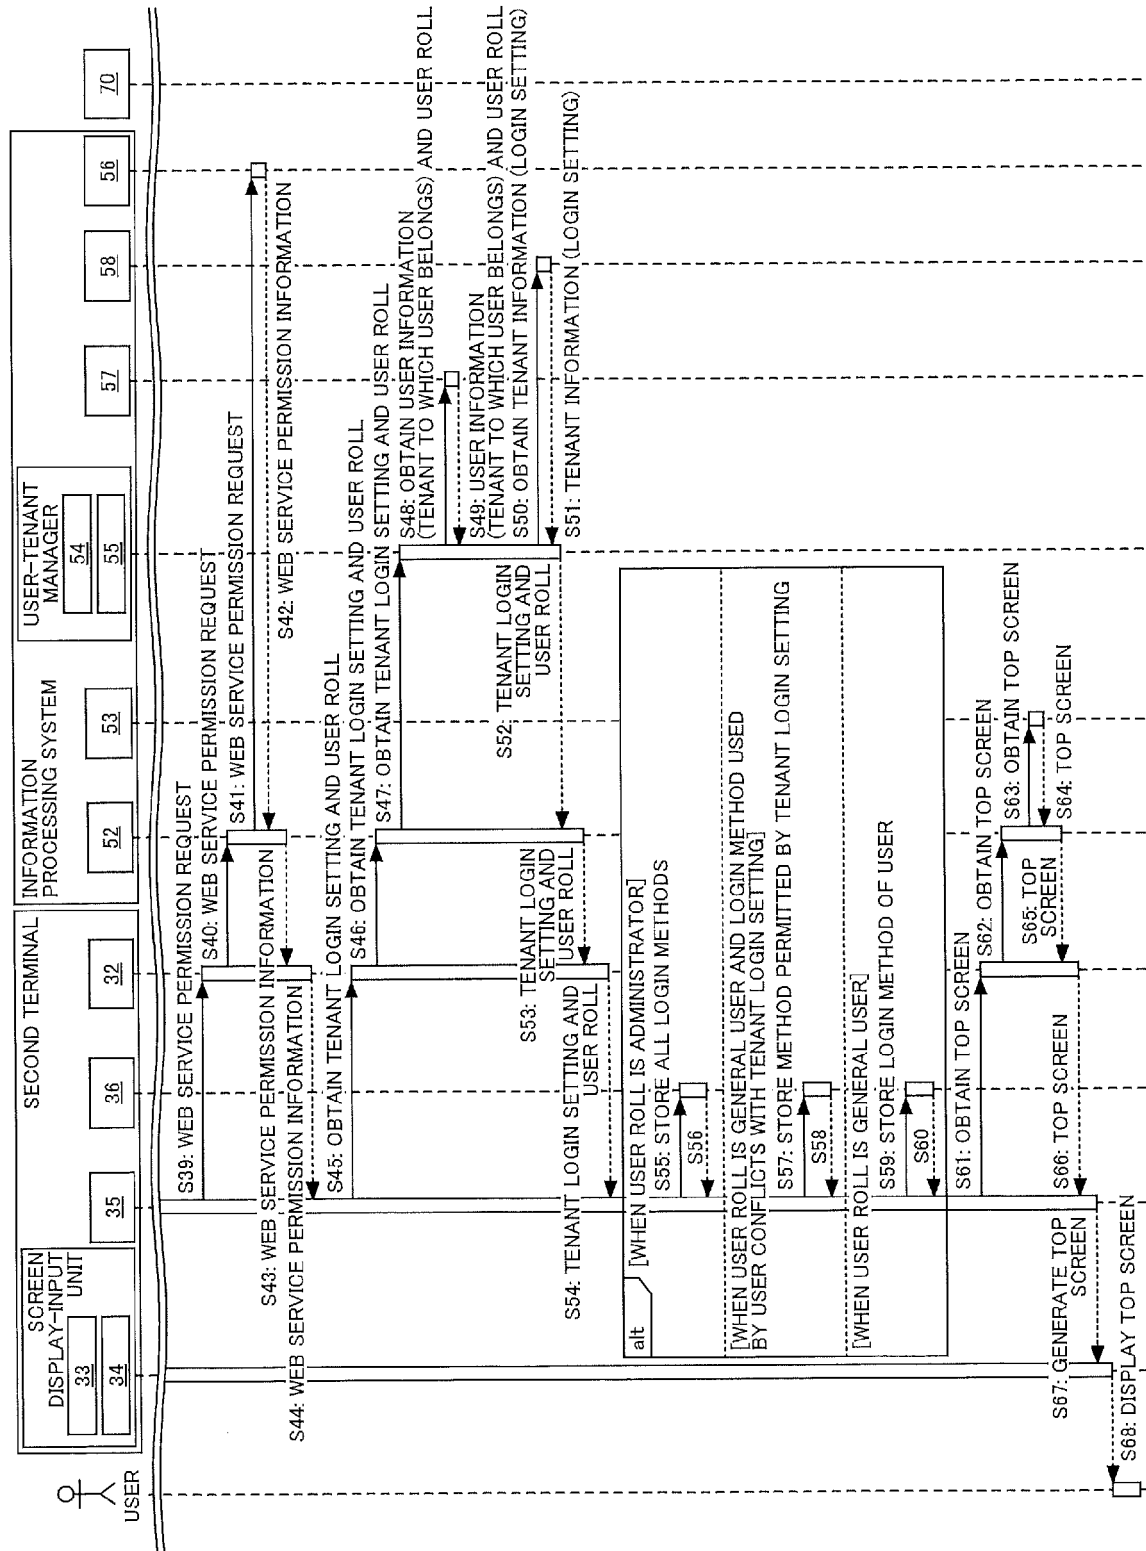 USER
SCREEN
DISPLAY-INPUT
UNIT
33
34
SECOND TERMINAL
35
36
32
INFORMATION
PROCESSING SYSTEM
52
53
USER-TENANT
MANAGER
54
55
57
58
56
70
S39: WEB SERVICE PERMISSION REQUEST
S40: WEB SERVICE PERMISSION REQUEST
S41: WEB SERVICE PERMISSION REQUEST
S42: WEB SERVICE PERMISSION INFORMATION
S43: WEB SERVICE PERMISSION INFORMATION
S44: WEB SERVICE PERMISSION INFORMATION
S45: OBTAIN TENANT LOGIN SETTING AND USER ROLL
S46: OBTAIN TENANT LOGIN SETTING AND USER ROLL
S47: OBTAIN TENANT LOGIN SETTING AND USER ROLL
S48: OBTAIN USER INFORMATION
(TENANT TO WHICH USER BELONGS) AND USER ROLL
S49: USER INFORMATION
(TENANT TO WHICH USER BELONGS) AND USER ROLL
S50: OBTAIN TENANT INFORMATION (LOGIN SETTING)
S51: TENANT INFORMATION (LOGIN SETTING)
S52: TENANT LOGIN
SETTING AND
USER ROLL
S53: TENANT LOGIN
SETTING AND
USER ROLL
S54: TENANT LOGIN SETTING AND
USER ROLL
alt
[WHEN USER ROLL IS ADMINISTRATOR]
S55: STORE ALL LOGIN METHODS
S56
[WHEN USER ROLL IS GENERAL USER AND LOGIN METHOD USED
BY USER CONFLICTS WITH TENANT LOGIN SETTING]
S57: STORE METHOD PERMITTED BY TENANT LOGIN SETTING
S58
[WHEN USER ROLL IS GENERAL USER]
S59: STORE LOGIN METHOD OF USER
S60
S61: OBTAIN TOP SCREEN
S62: OBTAIN TOP SCREEN
S63: OBTAIN TOP SCREEN
S64: TOP SCREEN
S65: TOP
SCREEN
S66: TOP SCREEN
S67: GENERATE TOP
SCREEN
S68: DISPLAY TOP SCREEN